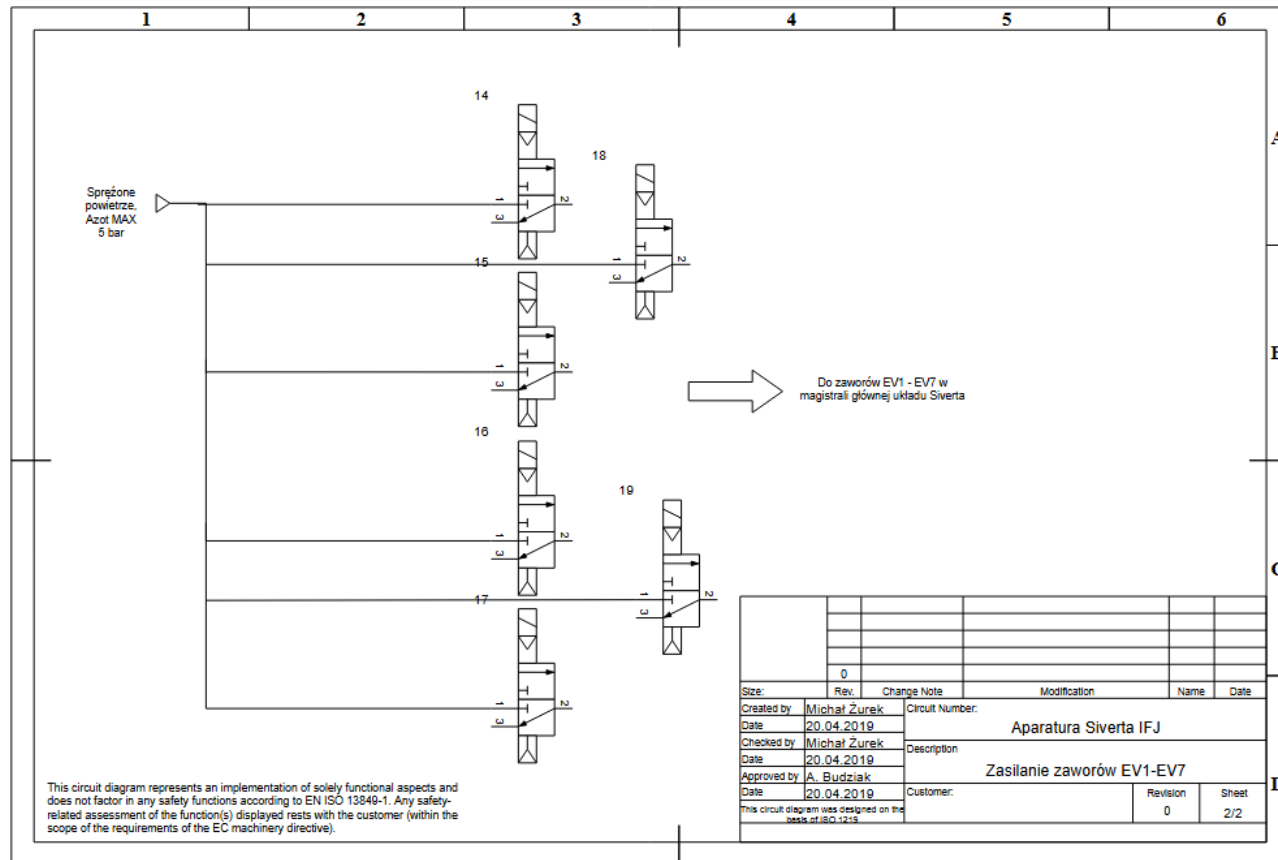 1 2 3 4 5 6
A
14
18
Sprężone
powietrze,
Azot MAX
5 bar
1 2
3
15
1 2
3
B
1 2
3
Do zaworów EV1 - EV7 w
magistrali głównej układu Siverta
16
19
1 2
3
C
17
1 2
3
1 2
3
0
Size: Rev. Change Note Modification Name Date
Created by Michał Żurek Circuit Number:
Date 20.04.2019 Aparatura Siverta IFJ
Checked by Michał Żurek Description
Date 20.04.2019 Zasilanie zaworów EV1-EV7
Approved by A. Budziak
Date 20.04.2019 Customer: Revision Sheet
This circuit diagram was designed on the
basis of ISO 1219
0 2/2
D
This circuit diagram represents an implementation of solely functional aspects and
does not factor in any safety functions according to EN ISO 13849-1. Any safety-
related assessment of the function(s) displayed rests with the customer (within the
scope of the requirements of the EC machinery directive).